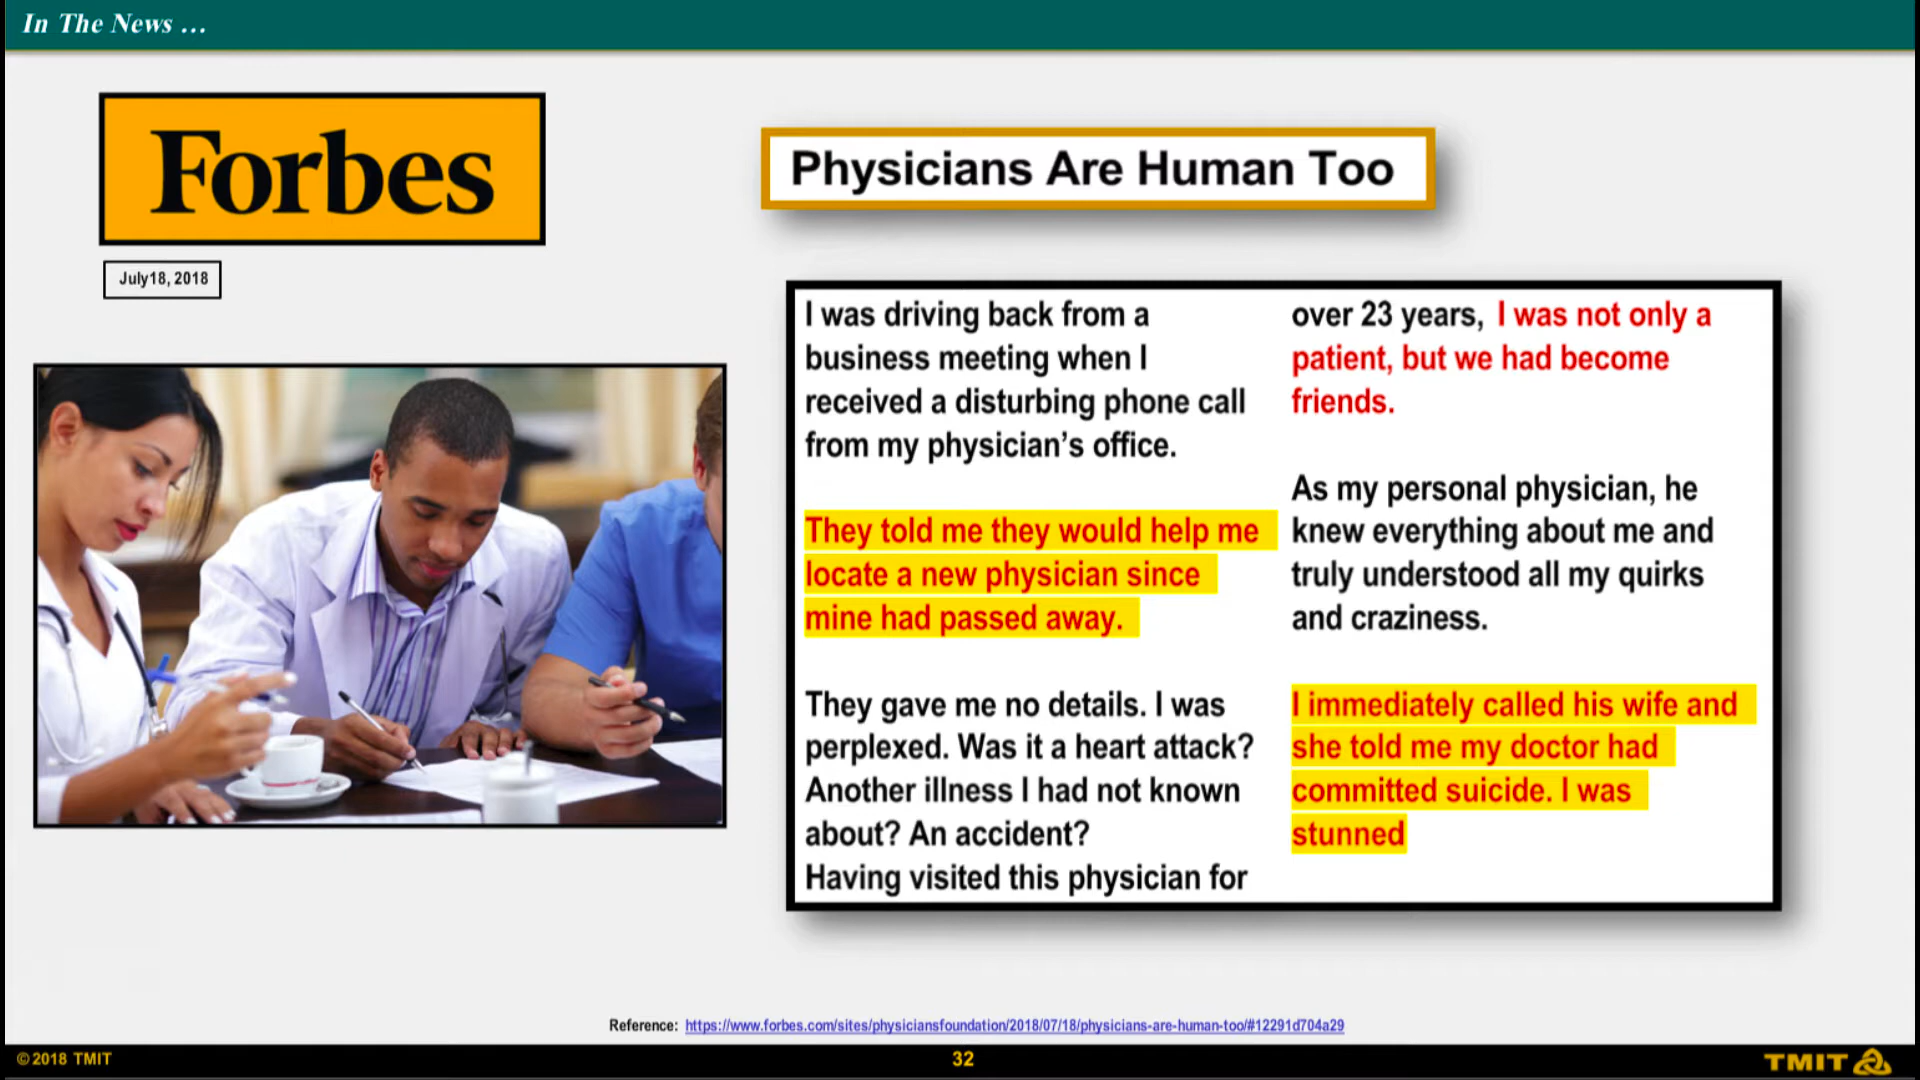 In The News ...
Forbes
July18, 2018
Physicians Are Human Too
I was driving back from a
business meeting when I
received a disturbing phone call
from my physician’s office.
They told me they would help me
locate a new physician since
mine had passed away.
They gave me no details. I was
perplexed. Was it a heart attack?
Another illness I had not known
about? An accident?
Having visited this physician for
over 23 years, I was not only a
patient, but we had become
friends.
As my personal physician, he
knew everything about me and
truly understood all my quirks
and craziness.
I immediately called his wife and
she told me my doctor had
committed suicide. I was
stunned
Reference: https://www.forbes.com/sites/physiciansfoundation/2018/07/18/physicians-are-human-too/#12291d704a29
© 2018 TMIT
32
TMIT